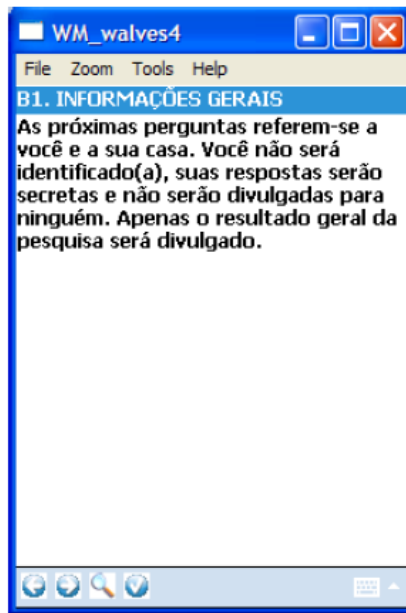 WM_walves4
File Zoom Tools Help
B1. INFORMAÇÕES GERAIS
As próximas perguntas referem-se a
você e a sua casa. Você não será
identificado(a), suas respostas serão
secretas e não serão divulgadas para
ninguém. Apenas o resultado geral da
pesquisa será divulgado.